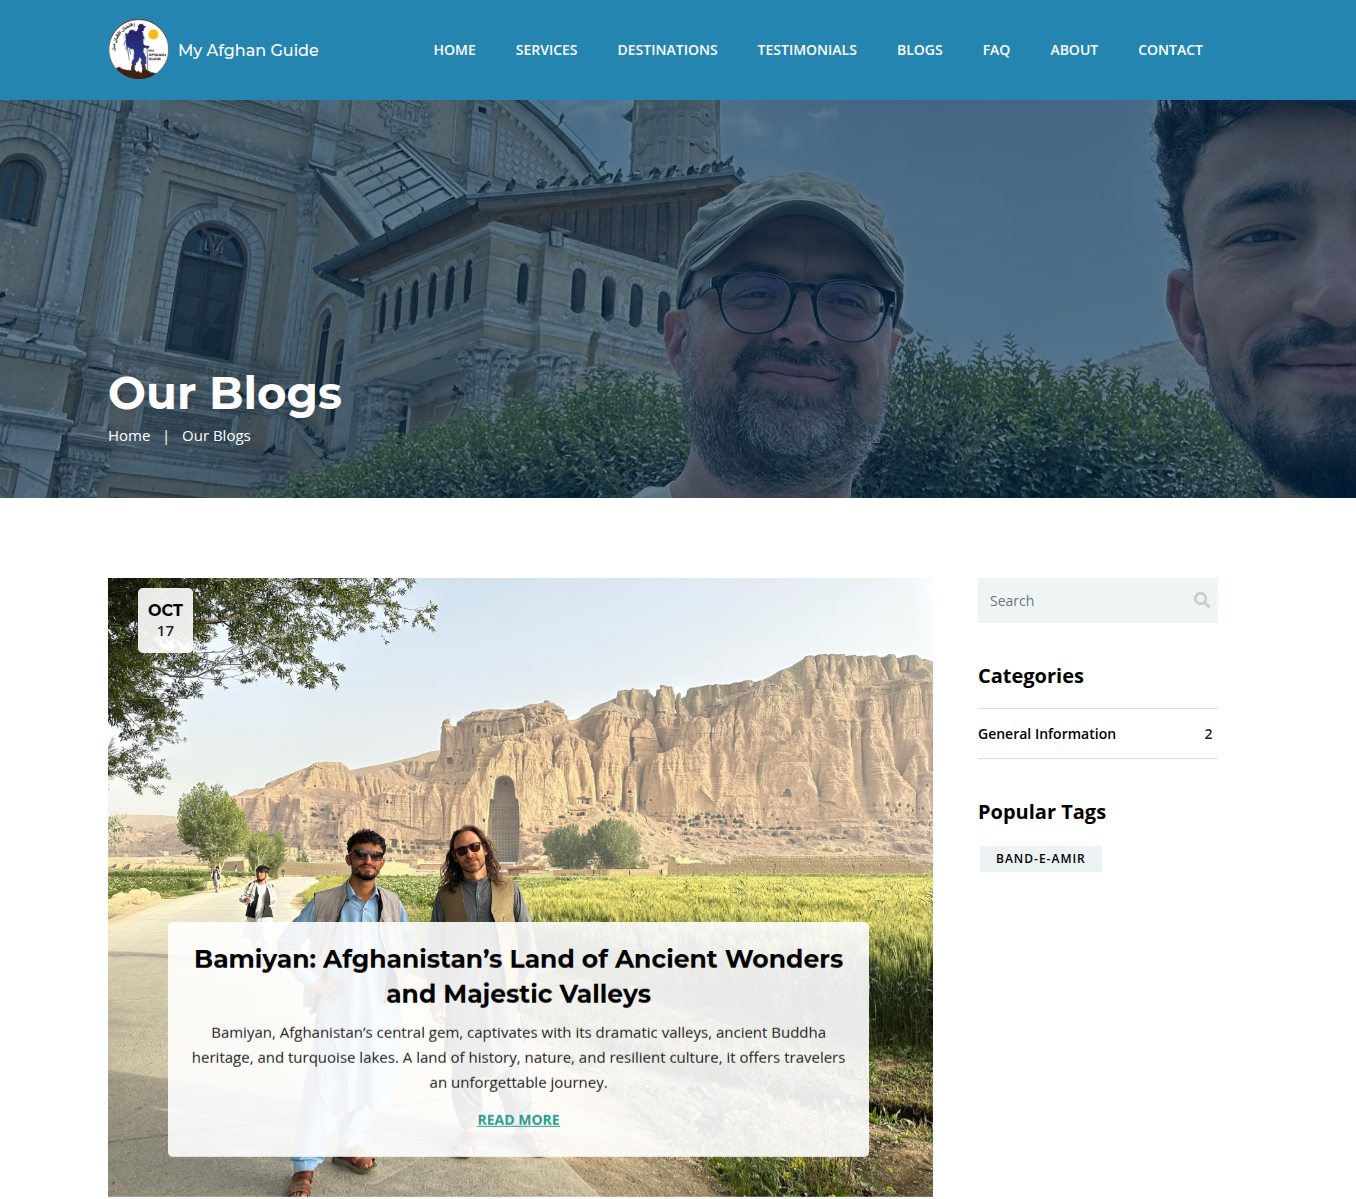 My Afghan Guide
HOME SERVICES DESTINATIONS TESTIMONIALS BLOGS FAQ ABOUT CONTACT
Our Blogs
Home | Our Blogs
OCT
17
Bamiyan: Afghanistan’s Land of Ancient Wonders
and Majestic Valleys
Bamiyan, Afghanistan’s central gem, captivates with its dramatic valleys, ancient Buddha
heritage, and turquoise lakes. A land of history, nature, and resilient culture, it offers travelers
an unforgettable journey.
READ MORE
Search
Categories
General Information 2
Popular Tags
BAND-E-AMIR